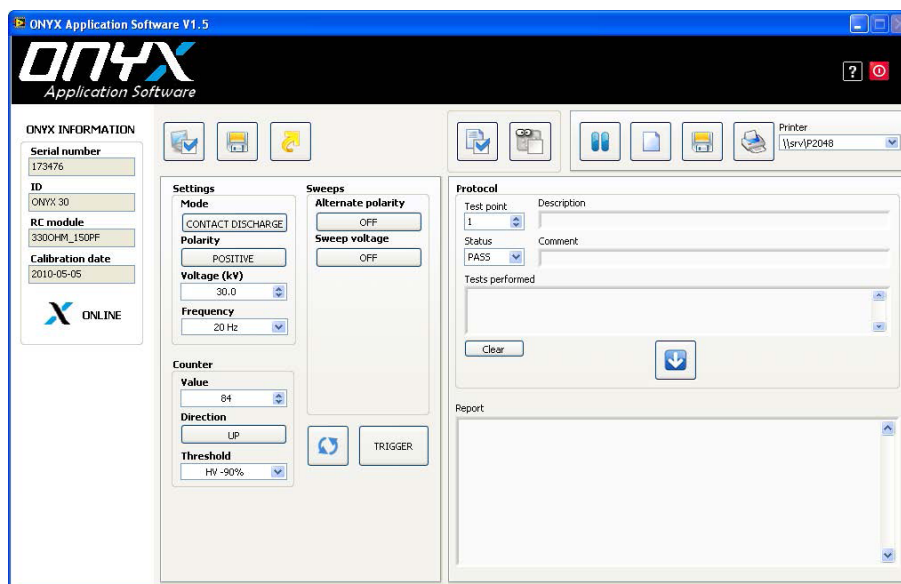 ONYX Application Software V1.5
ONYX
Application Software
?
ONYX INFORMATION
Serial number
173476
ID
ONYX 30
RC module
330OHM_150PF
Calibration date
2010-05-05
X ONLINE
Settings
Mode
CONTACT DISCHARGE
Polarity
POSITIVE
Voltage (kV)
30.0
Frequency
20 Hz
Counter
Value
84
Direction
UP
Threshold
HV -90%
Sweeps
Alternate polarity
OFF
Sweep voltage
OFF
TRIGGER
Printer
\\srv\P2048
Protocol
Test point
1
Description
Status
PASS
Comment
Tests performed
Clear
Report